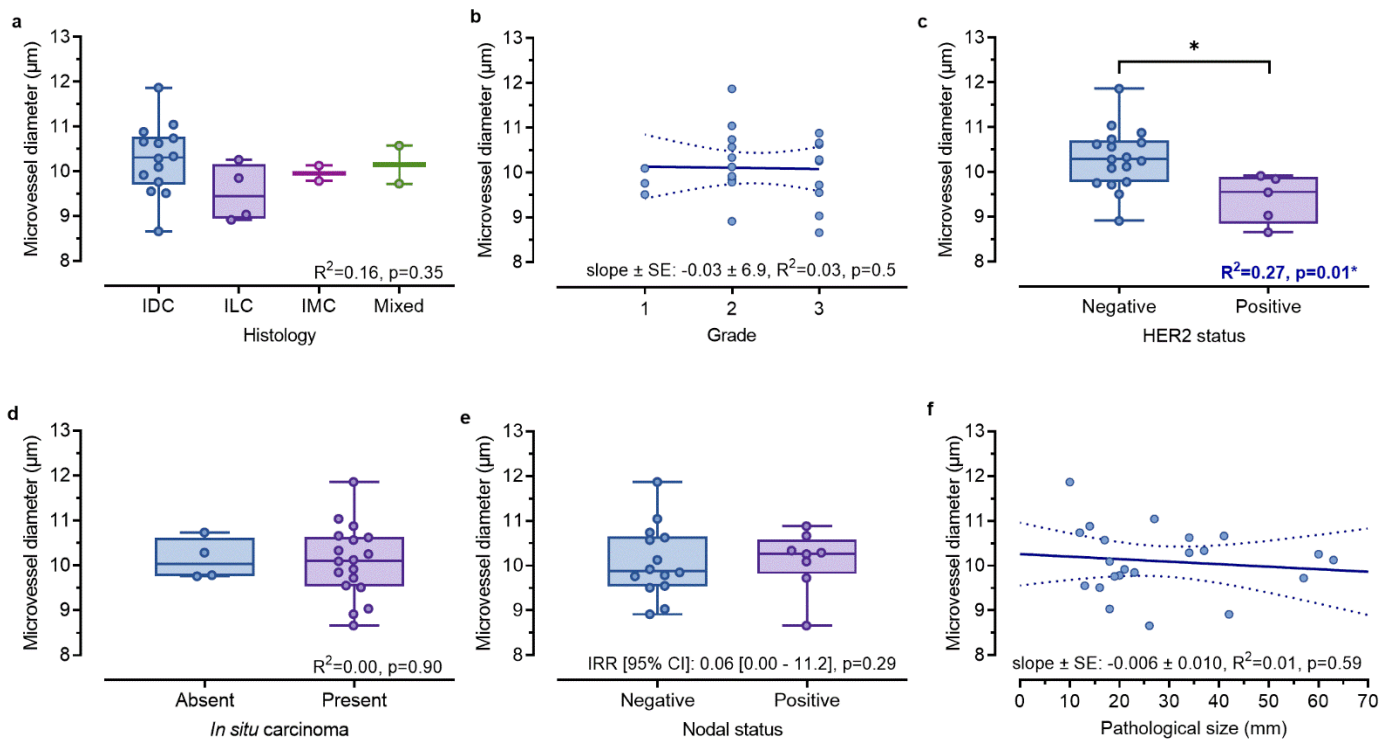 a
Microvessel diameter (µm)
13
12
11
10
9
8
R²=0.16, p=0.35
IDC ILC IMC Mixed
Histology
b
Microvessel diameter (µm)
13
12
11
10
9
8
slope ± SE: -0.03 ± 6.9, R²=0.03, p=0.5
1 2 3
Grade
c
Microvessel diameter (µm)
13
12
11
10
9
8
*
R²=0.27, p=0.01*
Negative Positive
HER2 status
d
Microvessel diameter (µm)
13
12
11
10
9
8
R²=0.00, p=0.90
Absent Present
In situ carcinoma
e
Microvessel diameter (µm)
13
12
11
10
9
8
IRR [95% CI]: 0.06 [0.00 - 11.2], p=0.29
Negative Positive
Nodal status
f
Microvessel diameter (µm)
13
12
11
10
9
8
slope ± SE: -0.006 ± 0.010, R²=0.01, p=0.59
0 10 20 30 40 50 60 70
Pathological size (mm)